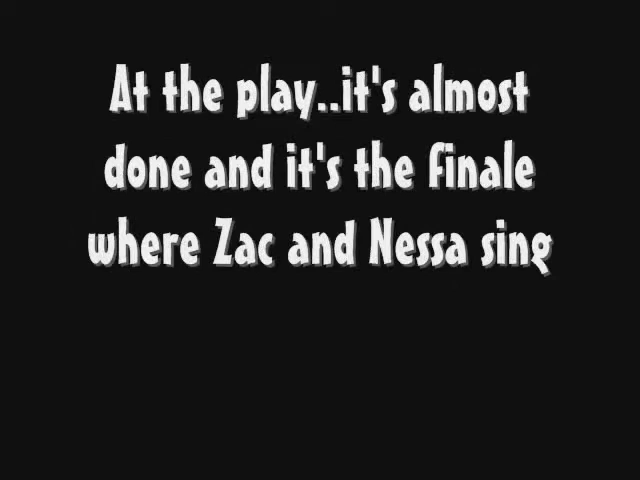 At the play..it's almost
done and it's the finale
where Zac and Nessa sing